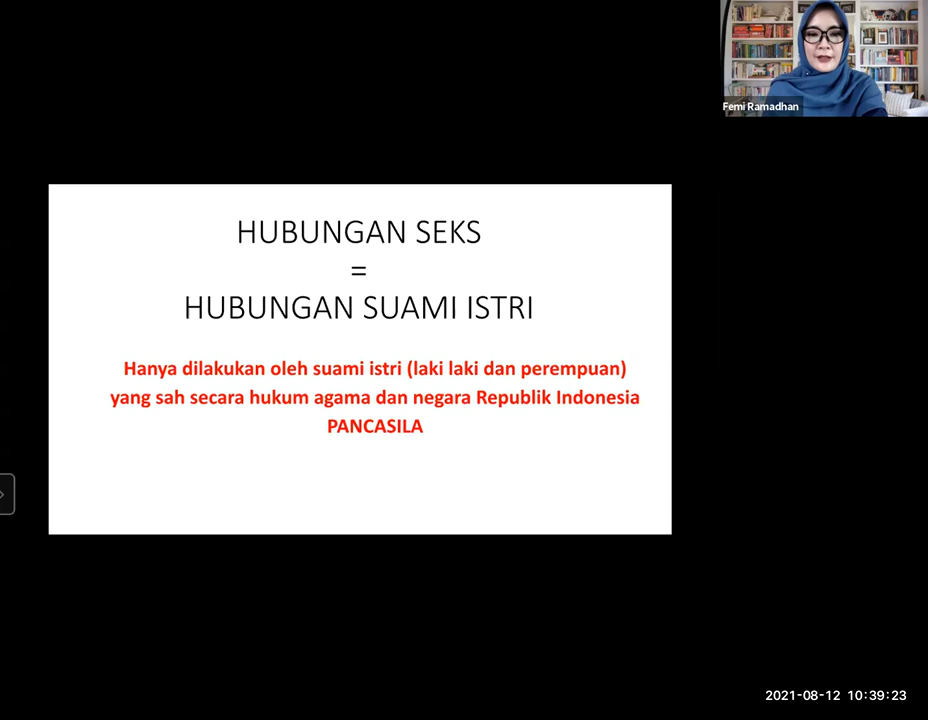 Femi Ramadhan
HUBUNGAN SEKS
=
HUBUNGAN SUAMI ISTRI
Hanya dilakukan oleh suami istri (laki laki dan perempuan)
yang sah secara hukum agama dan negara Republik Indonesia
PANCASILA
2021-08-12 10:39:23